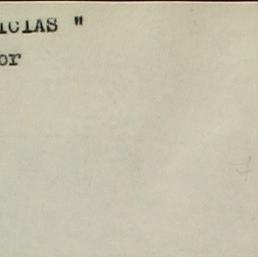 ICIAS "
or